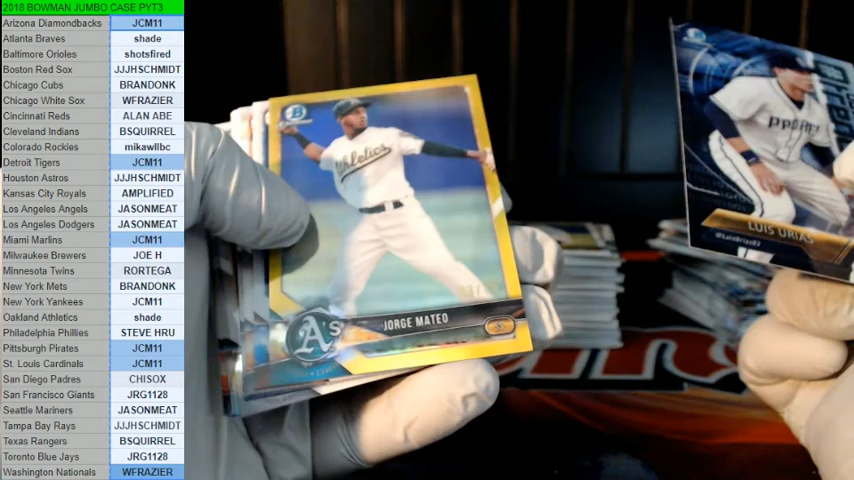 2018 BOWMAN JUMBO CASE PYT3
Arizona Diamondbacks JCM11
Atlanta Braves shade
Baltimore Orioles shotsfired
Boston Red Sox JJJHSCHMIDT
Chicago Cubs BRANDONK
Chicago White Sox WFRAZIER
Cincinnati Reds ALAN ABE
Cleveland Indians BSQUIRREL
Colorado Rockies mikawllbc
Detroit Tigers JCM11
Houston Astros JJJHSCHMIDT
Kansas City Royals AMPLIFIED
Los Angeles Angels JASONMEAT
Los Angeles Dodgers JASONMEAT
Miami Marlins JCM11
Milwaukee Brewers JOE H
Minnesota Twins RORTEGA
New York Mets BRANDONK
New York Yankees JCM11
Oakland Athletics shade
Philadelphia Phillies STEVE HRU
Pittsburgh Pirates JCM11
St. Louis Cardinals JCM11
San Diego Padres CHISOX
San Francisco Giants JRG1128
Seattle Mariners JASONMEAT
Tampa Bay Rays JJJHSCHMIDT
Texas Rangers BSQUIRREL
Toronto Blue Jays JRG1128
Washington Nationals WFRAZIER
Athletics
A's
JORGE MATEO
LUIS URIAS